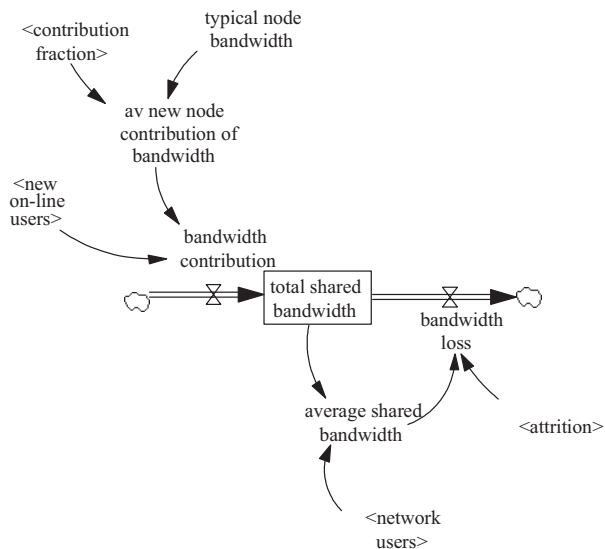 <contribution
fraction>
typical node
bandwidth
av new node
contribution of
bandwidth
<new
on-line
users>
bandwidth
contribution
total shared
bandwidth
bandwidth
loss
average shared
bandwidth
<attrition>
<network
users>